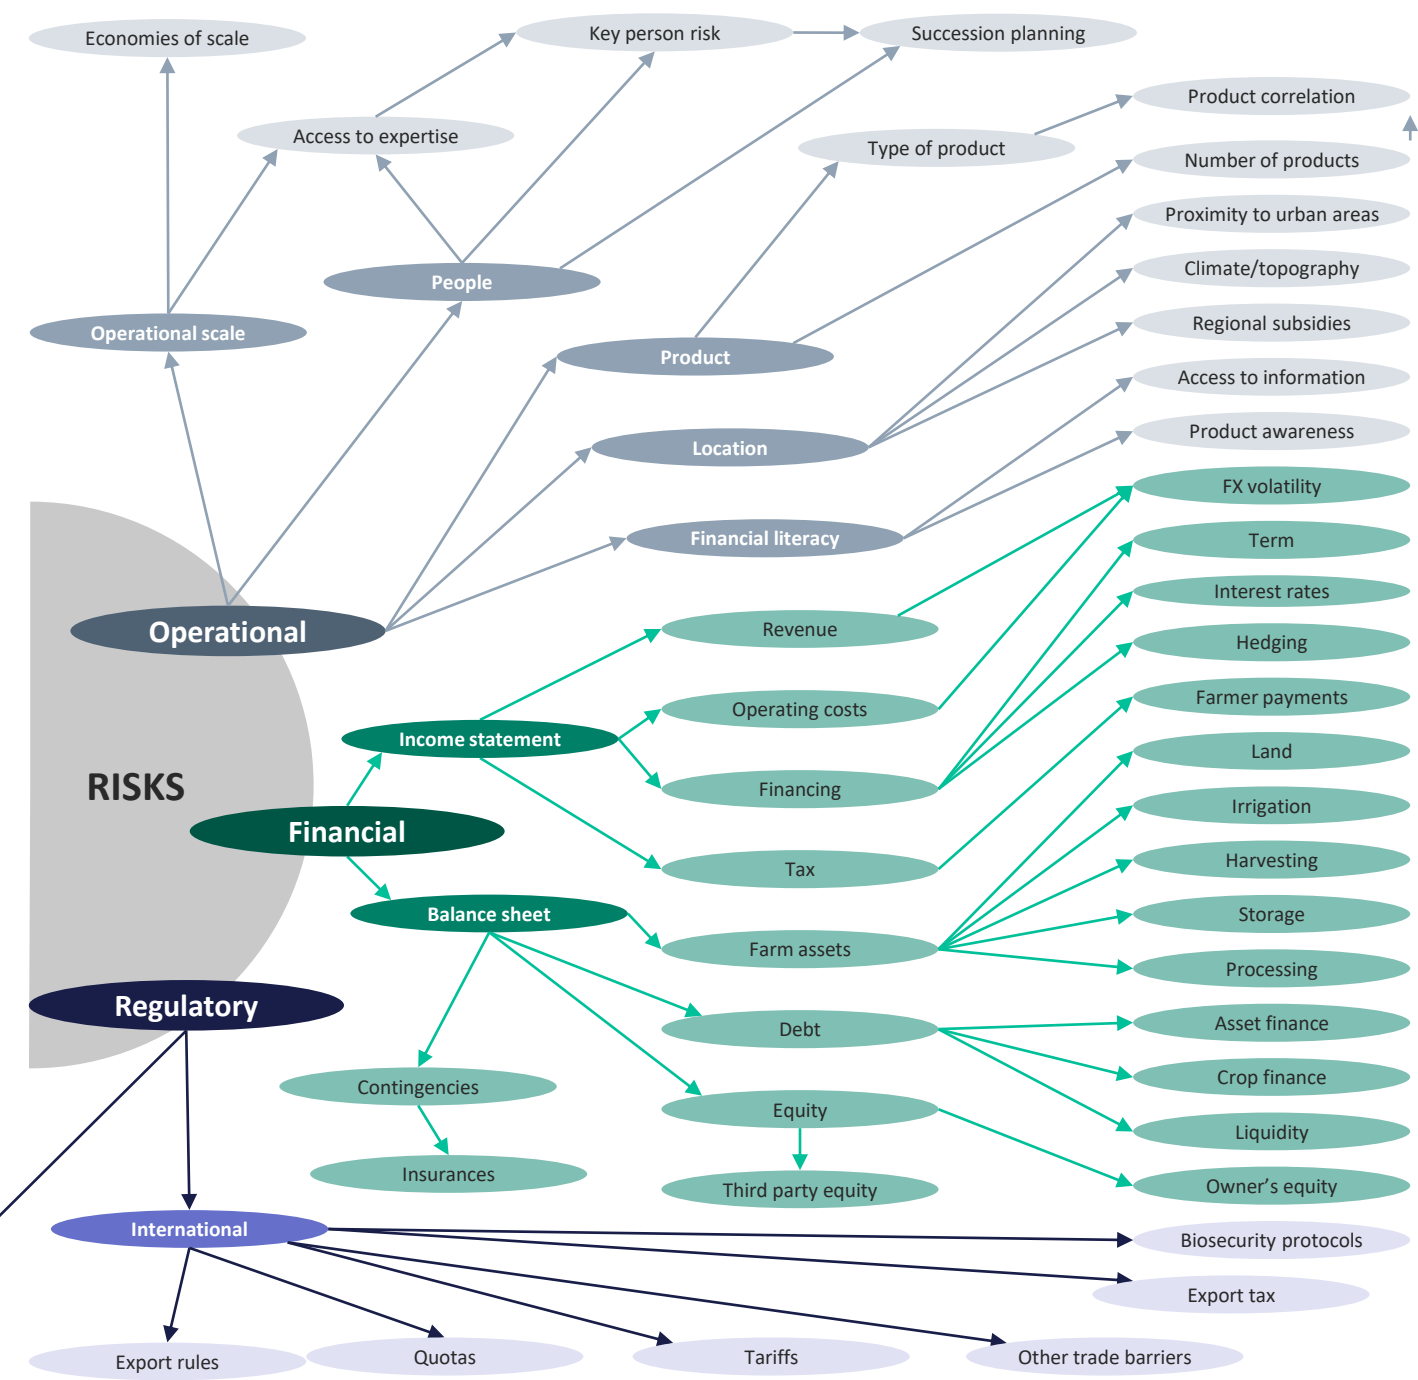 Economies of scale
Key person risk
Succession planning
Product correlation
Access to expertise
Type of product
Number of products
Proximity to urban areas
Climate/topography
People
Regional subsidies
Operational scale
Product
Access to information
Product awareness
Location
FX volatility
Financial literacy
Term
Interest rates
Operational
Revenue
Hedging
Farmer payments
Operating costs
Income statement
Land
RISKS
Financing
Irrigation
Financial
Harvesting
Tax
Balance sheet
Storage
Farm assets
Processing
Regulatory
Asset finance
Debt
Crop finance
Contingencies
Equity
Liquidity
Insurances
Third party equity
Owner’s equity
International
Biosecurity protocols
Export tax
Export rules
Quotas
Tariffs
Other trade barriers